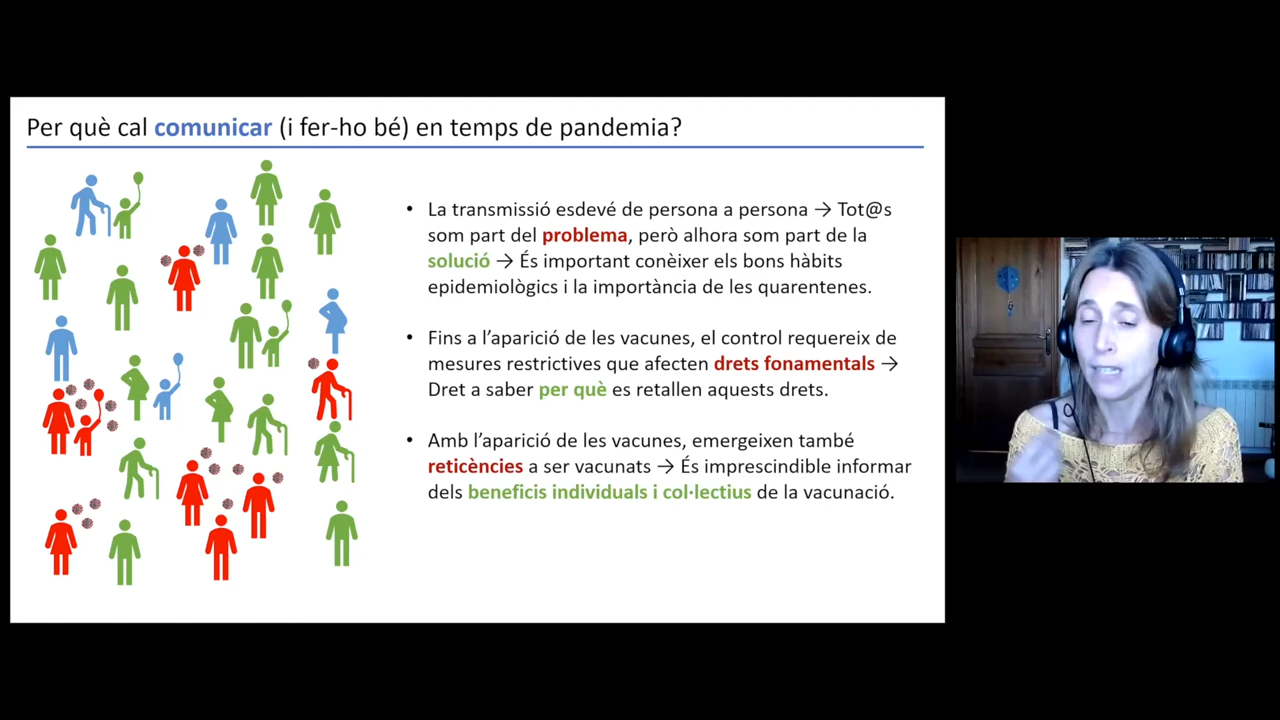 Per què cal comunicar (i fer-ho bé) en temps de pandemia?
• La transmissió esdevé de persona a persona → Tot@s
som part del problema, però alhora som part de la
solució → És important conèixer els bons hàbits
epidemiològics i la importància de les quarentenes.
• Fins a l’aparició de les vacunes, el control requereix de
mesures restrictives que afecten drets fonamentals →
Dret a saber per què es retallen aquests drets.
• Amb l’aparició de les vacunes, emergeixen també
reticències a ser vacunats → És imprescindible informar
dels beneficis individuals i col·lectius de la vacunació.